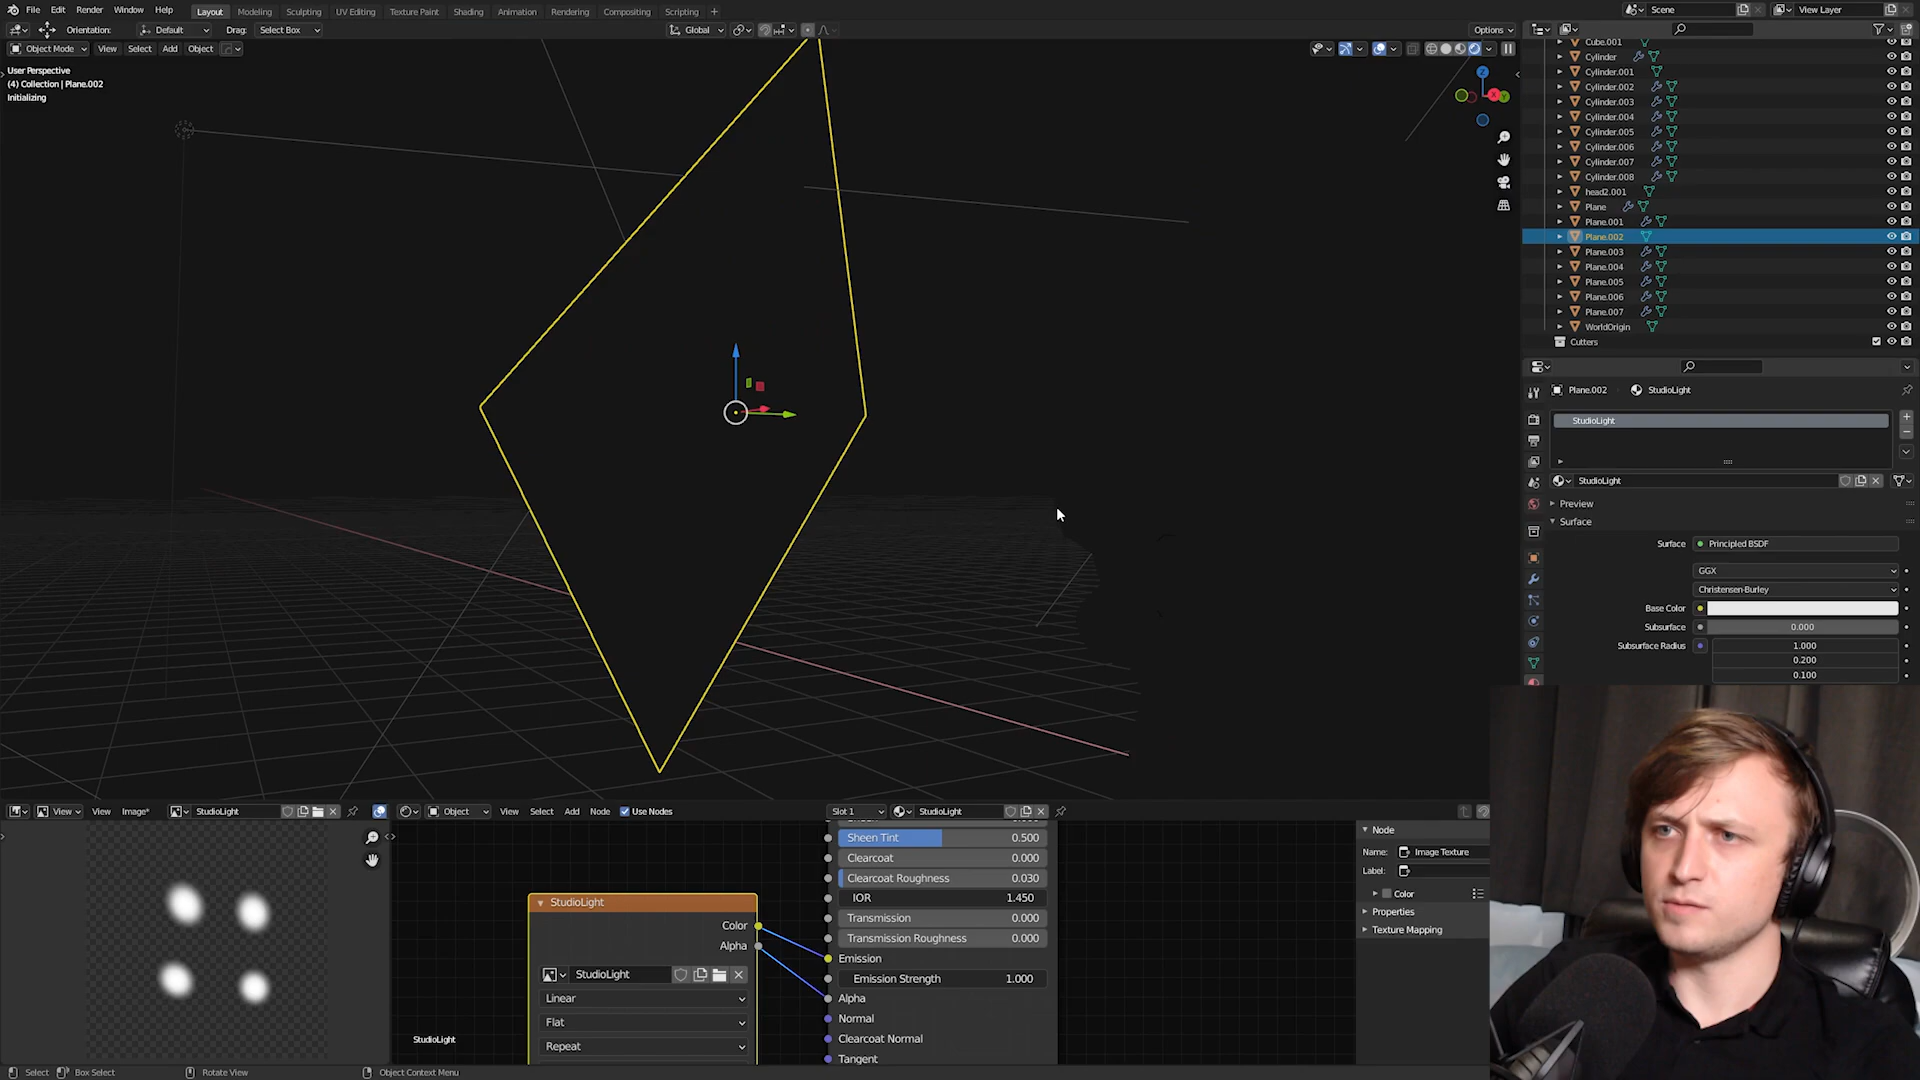 File Edit Render Window Help Layout Modeling Sculpting UV Editing Texture Paint Shading Animation Rendering Compositing Scripting + Scene View Layer
Orientation: Default Drag: Select Box Global Options
Object Mode View Select Add Object
User Perspective
(4) Collection | Plane.002
Initializing
Z
X
Y
Cube.001
Cylinder
Cylinder.001
Cylinder.002
Cylinder.003
Cylinder.004
Cylinder.005
Cylinder.006
Cylinder.007
Cylinder.008
head2.001
Plane
Plane.001
Plane.002
Plane.003
Plane.004
Plane.005
Plane.006
Plane.007
WorldOrigin
Cutters
Plane.002 StudioLight
StudioLight
StudioLight
Preview
Surface
Surface Principled BSDF
GGX
Christensen-Burley
Base Color
Subsurface 0.000
Subsurface Radius 1.000
0.200
0.100
View View Image* StudioLight
Object View Select Add Node Use Nodes Slot 1 StudioLight
Sheen Tint 0.500
Clearcoat 0.000
Clearcoat Roughness 0.030
IOR 1.450
Transmission 0.000
Transmission Roughness 0.000
Emission
Emission Strength 1.000
Alpha
Normal
Clearcoat Normal
Tangent
StudioLight
Color
Alpha
StudioLight
Linear
Flat
Repeat
StudioLight
Node
Name: Image Texture
Label:
Color
Properties
Texture Mapping
Select Box Select Rotate View Object Context Menu